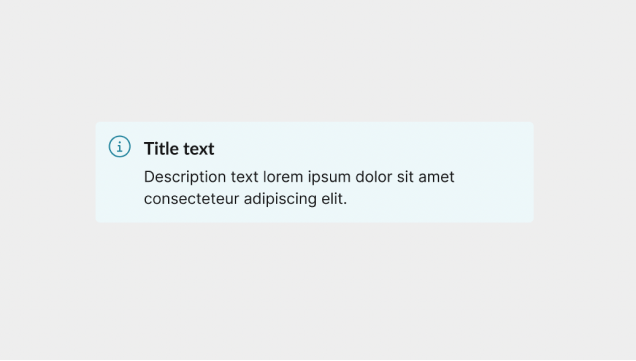 Title text
Description text lorem ipsum dolor sit amet
consecteteur adipiscing elit.